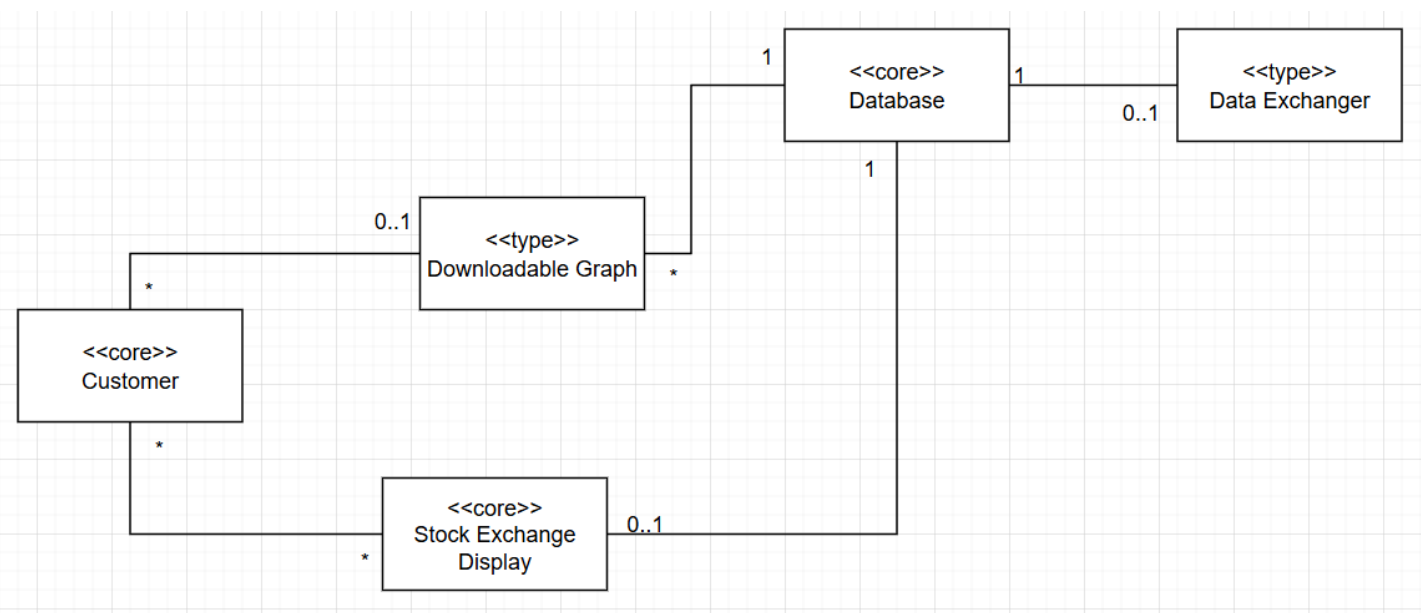 1
<<core>>
Database
1
0..1
<<type>>
Data Exchanger
1
0..1
<<type>>
Downloadable Graph
*
*
<<core>>
Customer
*
<<core>>
Stock Exchange
Display
0..1
*